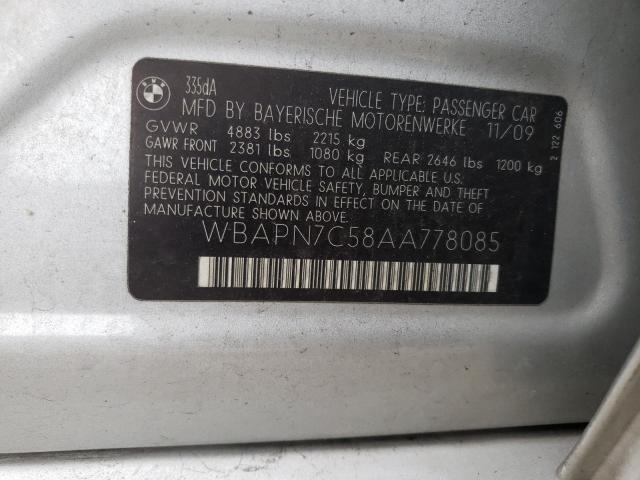 BMW
335dA
VEHICLE TYPE: PASSENGER CAR
MFD BY BAYERISCHE MOTORENWERKE 11/09
GVWR 4883 lbs 2215 kg
GAWR FRONT 2381 lbs 1080 kg REAR 2646 lbs 1200 kg
THIS VEHICLE CONFORMS TO ALL APPLICABLE U.S.
FEDERAL MOTOR VEHICLE SAFETY, BUMPER AND THEFT
PREVENTION STANDARDS IN EFFECT ON THE DATE OF
MANUFACTURE SHOWN ABOVE.
WBAPN7C58AA778085
2 122 606